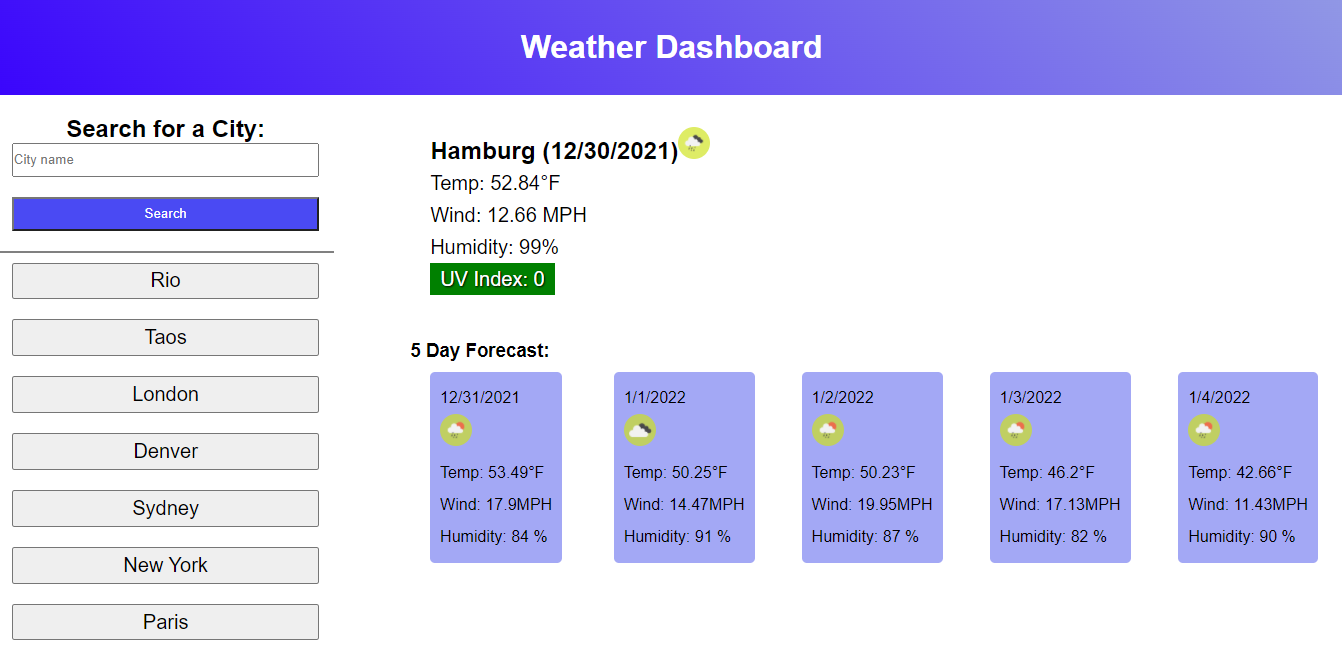 Weather Dashboard
Search for a City:
City name
Search
Rio
Taos
London
Denver
Sydney
New York
Paris
Hamburg (12/30/2021)
Temp: 52.84°F
Wind: 12.66 MPH
Humidity: 99%
UV Index: 0
5 Day Forecast:
12/31/2021
Temp: 53.49°F
Wind: 17.9MPH
Humidity: 84 %
1/1/2022
Temp: 50.25°F
Wind: 14.47MPH
Humidity: 91 %
1/2/2022
Temp: 50.23°F
Wind: 19.95MPH
Humidity: 87 %
1/3/2022
Temp: 46.2°F
Wind: 17.13MPH
Humidity: 82 %
1/4/2022
Temp: 42.66°F
Wind: 11.43MPH
Humidity: 90 %